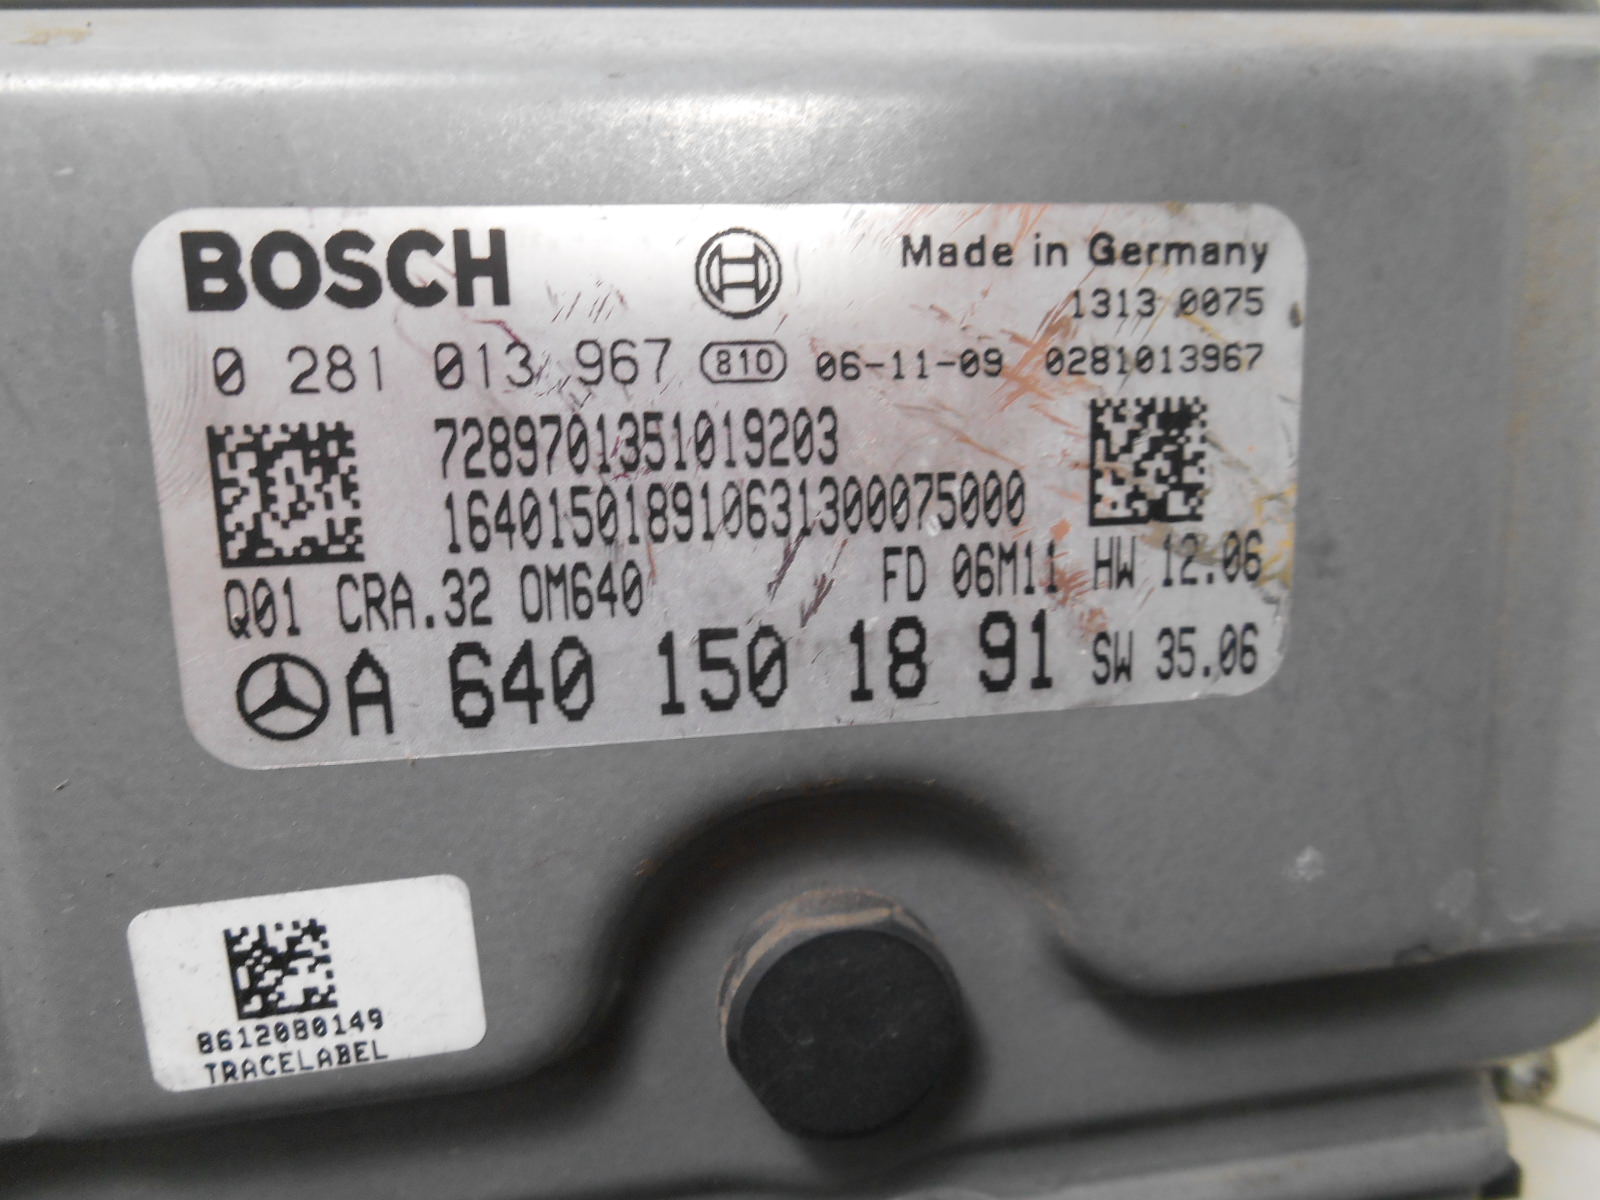 BOSCH
Made in Germany
1313 0075
0 281 013 967 810 06-11-09 0281013967
7289701351019203
164015018910631300075000
Q01 CRA.32 OM640 FD 06M11 HW 12.06
A 640 150 18 91 SW 35.06
8612080149
TRACELABEL